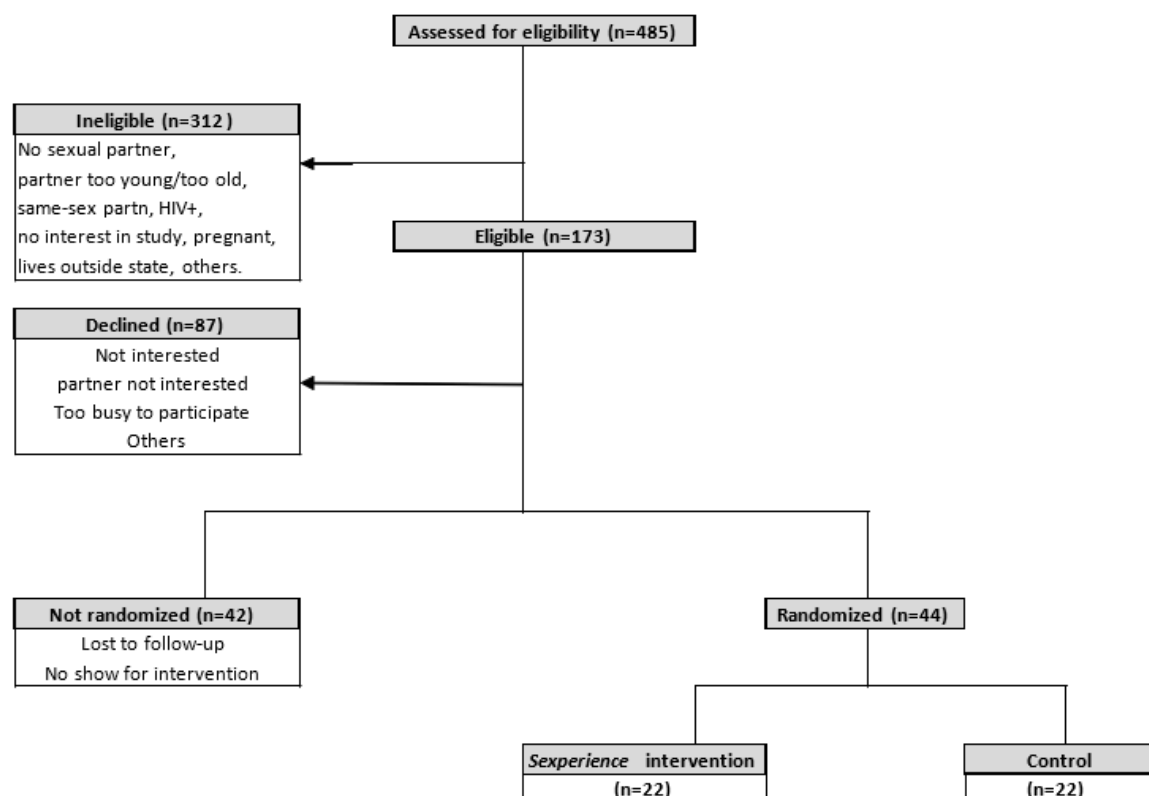 Assessed for eligibility (n=485)
Ineligible (n=312 )
No sexual partner,
partner too young/too old,
same-sex partn, HIV+,
no interest in study, pregnant,
lives outside state, others.
Eligible (n=173)
Declined (n=87)
Not interested
partner not interested
Too busy to participate
Others
Not randomized (n=42)
Lost to follow-up
No show for intervention
Randomized (n=44)
Sexperience intervention
(n=22)
Control
(n=22)